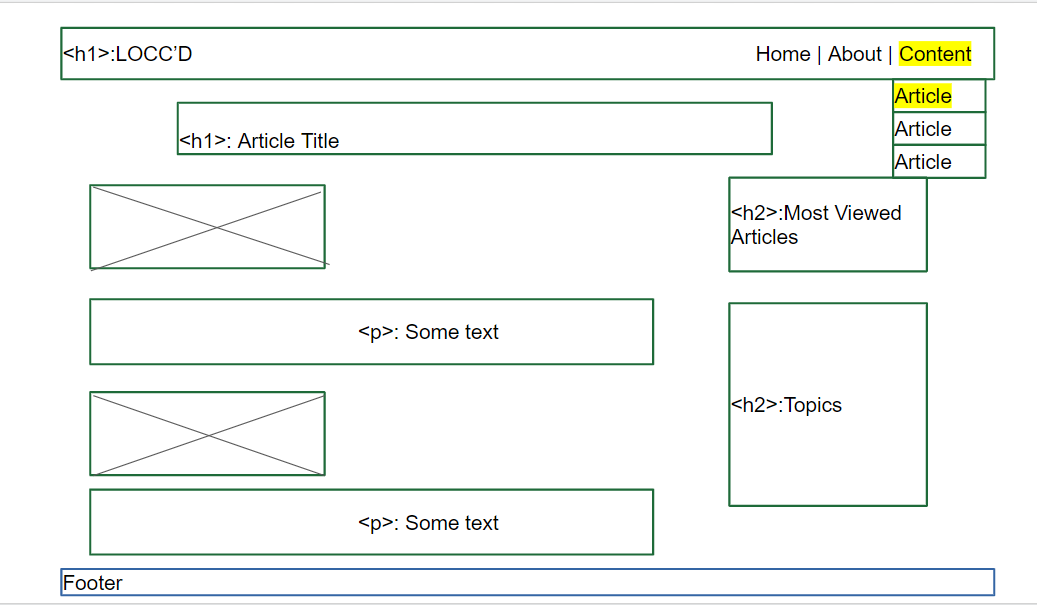 <h1>:LOCC’D
Home | About | Content
Article
Article
Article
<h1>: Article Title
<h2>:Most Viewed
Articles
<p>: Some text
<h2>:Topics
<p>: Some text
Footer